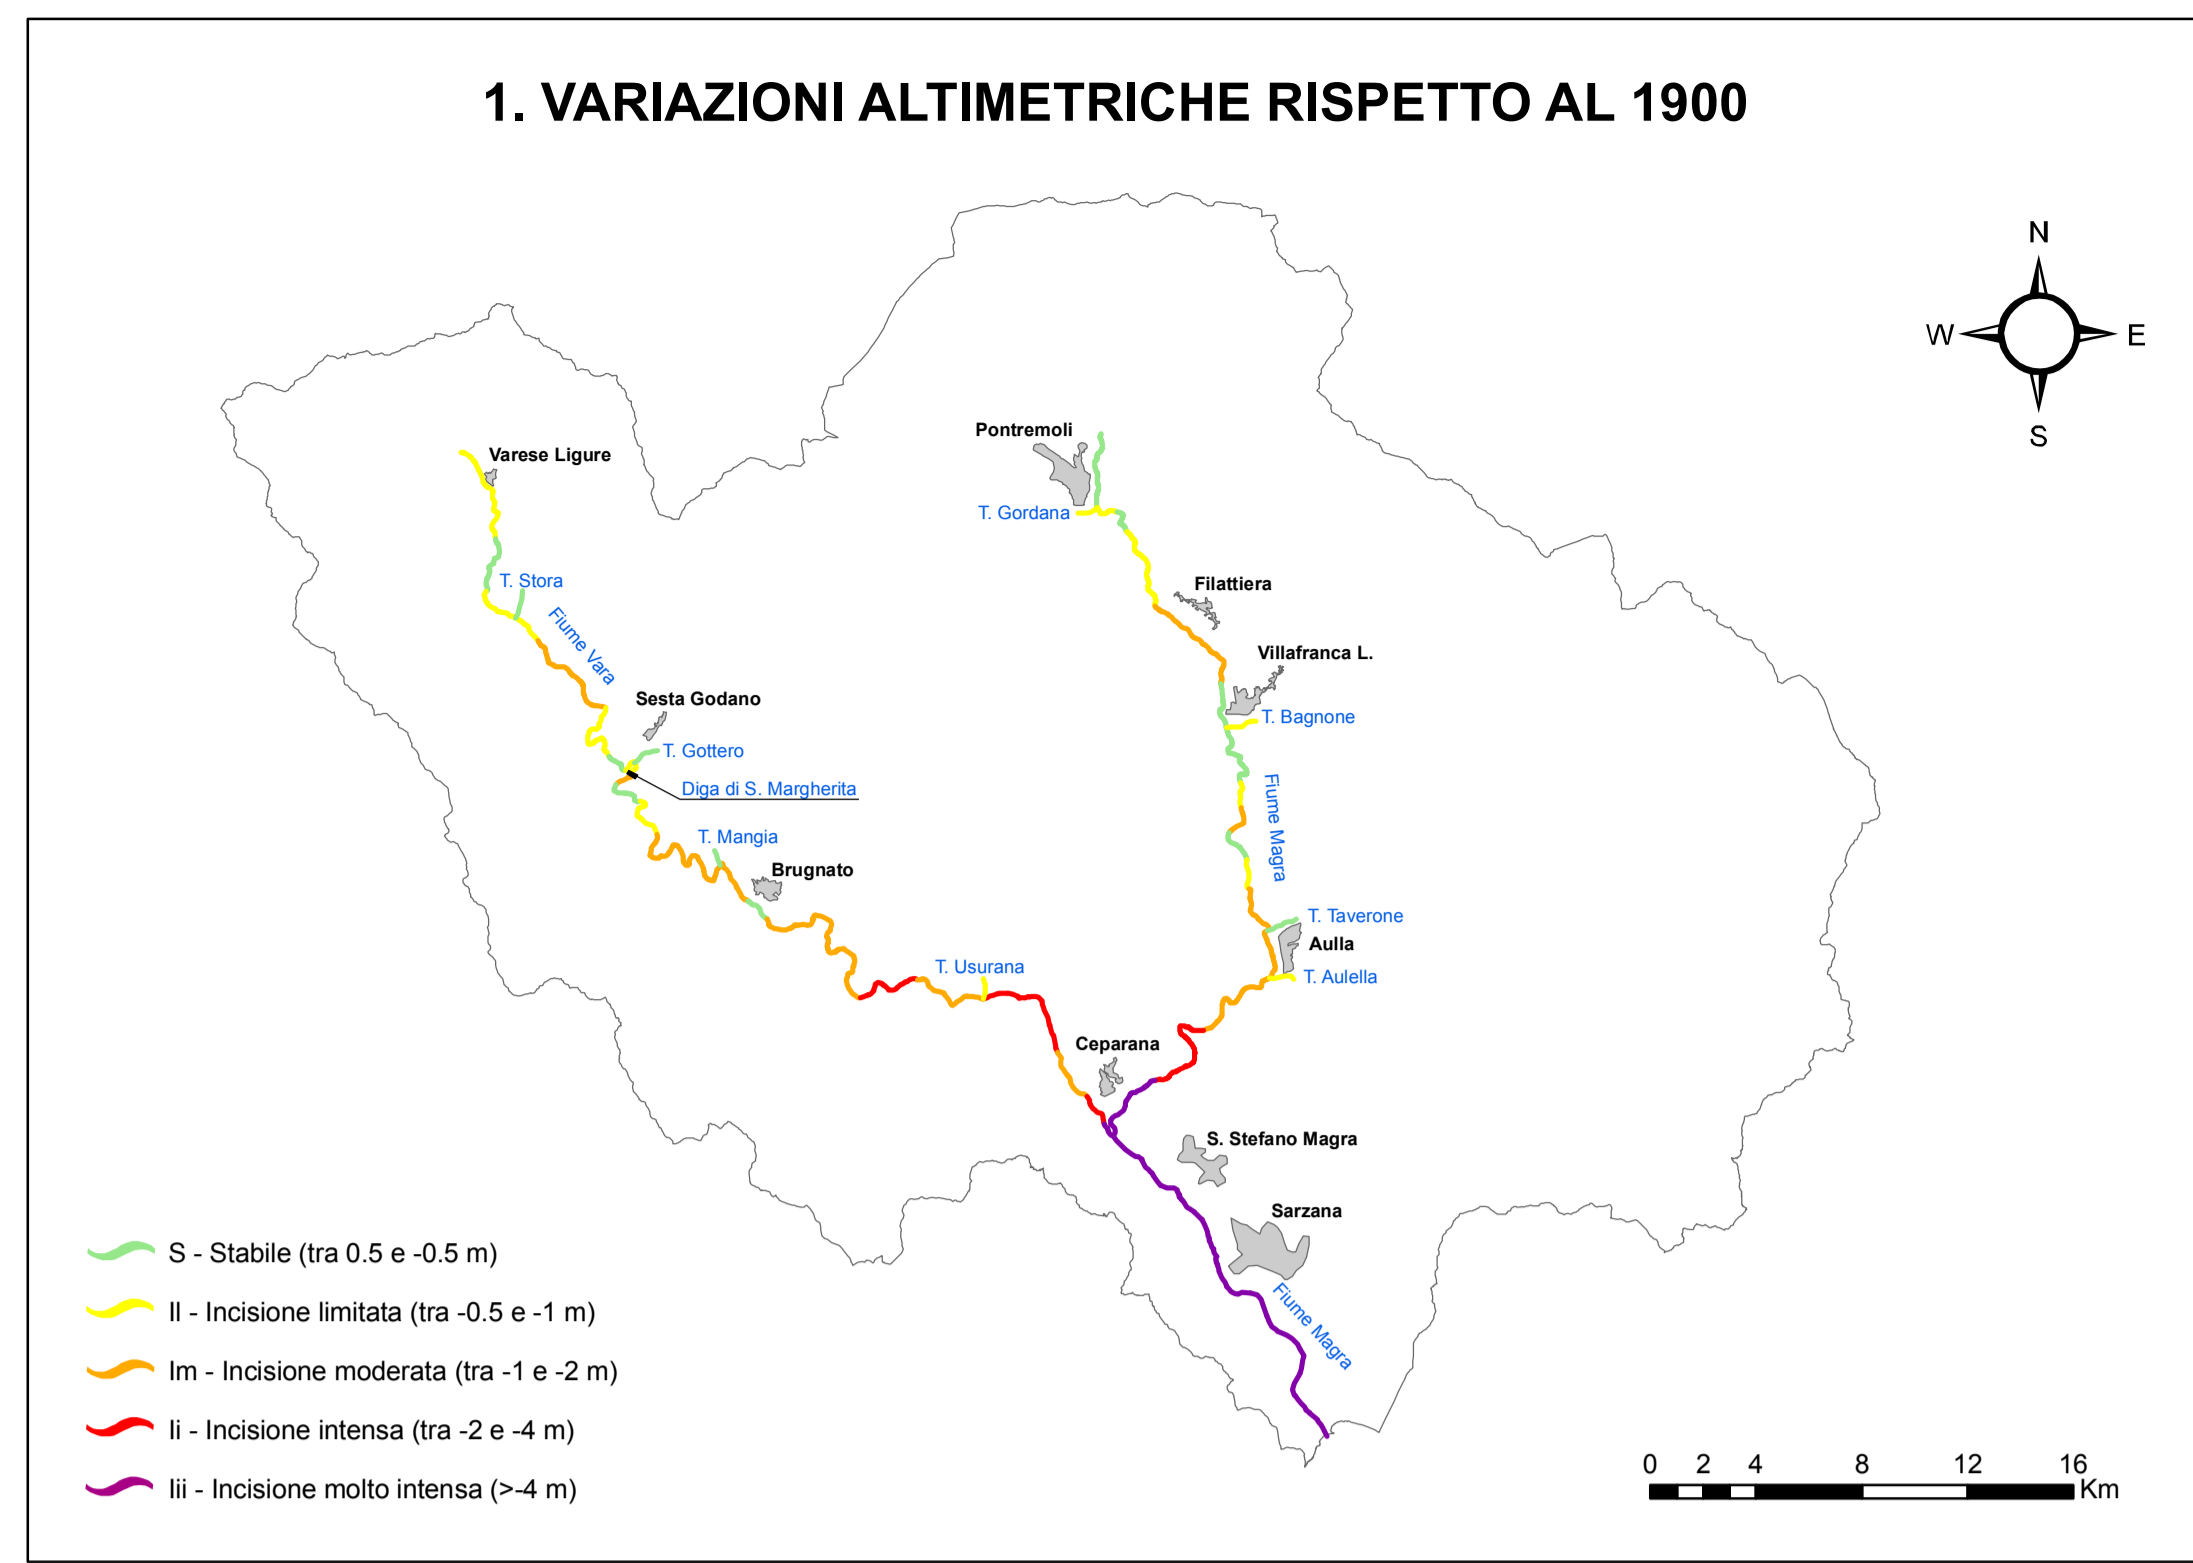 1. VARIAZIONI ALTIMETRICHE RISPETTO AL 1900
N
W
E
S
Pontremoli
Varese Ligure
T. Gordana
T. Stora
Filattiera
Fiume Vara
Villafranca L.
Sesta Godano
T. Bagnone
T. Gottero
Diga di S. Margherita
Fiume Magra
T. Mangia
Brugnato
T. Taverone
Aulla
T. Usurana
T. Aulella
Ceparana
S. Stefano Magra
Sarzana
Fiume Magra
S - Stabile (tra 0.5 e -0.5 m)
Il - Incisione limitata (tra -0.5 e -1 m)
Im - Incisione moderata (tra -1 e -2 m)
Ii - Incisione intensa (tra -2 e -4 m)
Iii - Incisione molto intensa (>-4 m)
0 2 4 8 12 16
Km